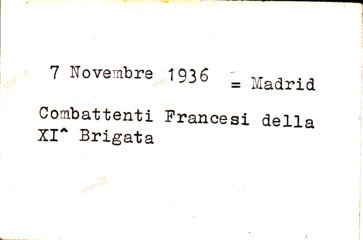 7 Novembre 1936 = Madrid
Combattenti Francesi della
XI^ Brigata